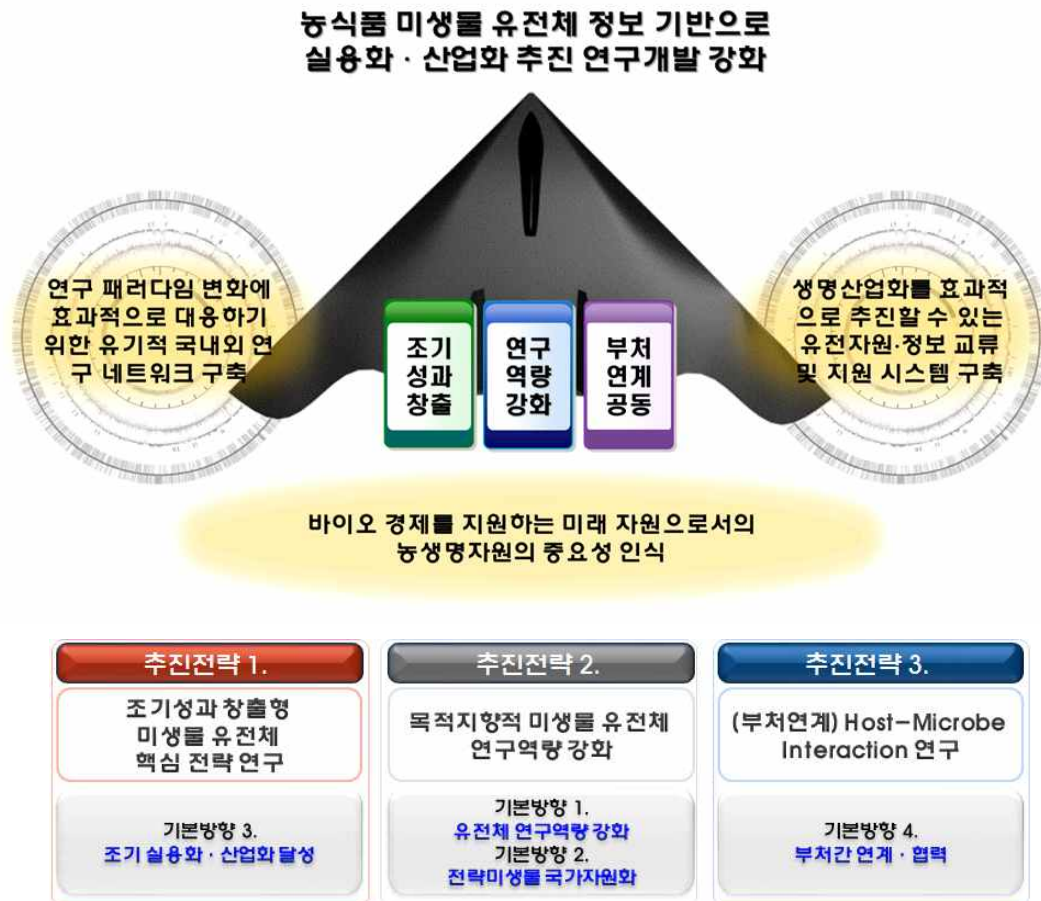 농식품 미생물 유전체 정보 기반으로
실용화 · 산업화 추진 연구개발 강화
연구 패러다임 변화에
효과적으로 대응하기
위한 유기적 국내외 연
구 네트워크 구축
조기
성과
창출
연구
역량
강화
부처
연계
공동
생명산업화를 효과적
으로 추진할 수 있는
유전자원·정보 교류
및 지원 시스템 구축
바이오 경제를 지원하는 미래 자원으로서의
농생명자원의 중요성 인식
추진전략 1.
조기성과 창출형
미생물 유전체
핵심 전략 연구
기본방향 3.
조기 실용화 · 산업화 달성
추진전략 2.
목적지향적 미생물 유전체
연구역량 강화
기본방향 1.
유전체 연구역량 강화
기본방향 2.
전략미생물 국가자원화
추진전략 3.
(부처연계) Host-Microbe
Interaction 연구
기본방향 4.
부처간 연계 · 협력